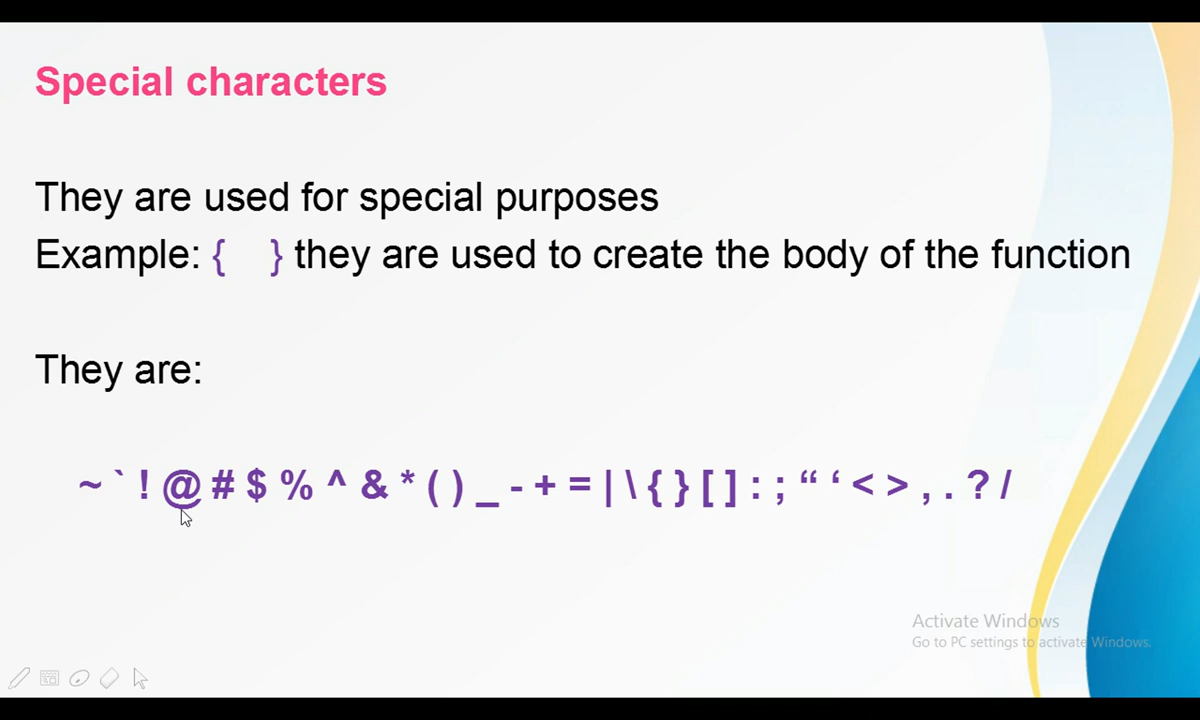 Special characters
They are used for special purposes
Example: {   } they are used to create the body of the function
They are:
~ ` ! @ # $ % ^ & * ( ) _ - + = | \ { } [ ] : ; “ ‘ < > , . ? /
Activate Windows
Go to PC settings to activate Windows.